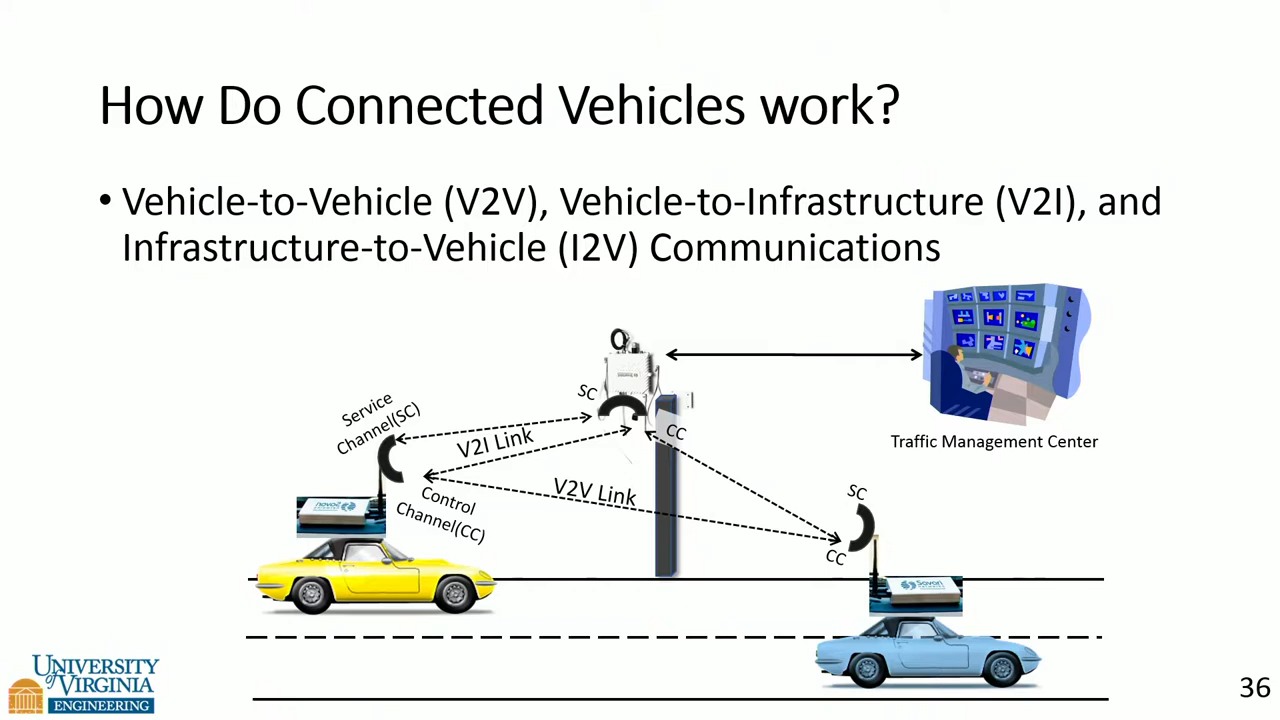 How Do Connected Vehicles work?
• Vehicle-to-Vehicle (V2V), Vehicle-to-Infrastructure (V2I), and
Infrastructure-to-Vehicle (I2V) Communications
SC
Service
Channel(SC)
V2I Link
CC
Traffic Management Center
V2V Link
Control
Channel(CC)
SC
CC
Savari
UNIVERSITY
of VIRGINIA
ENGINEERING
36